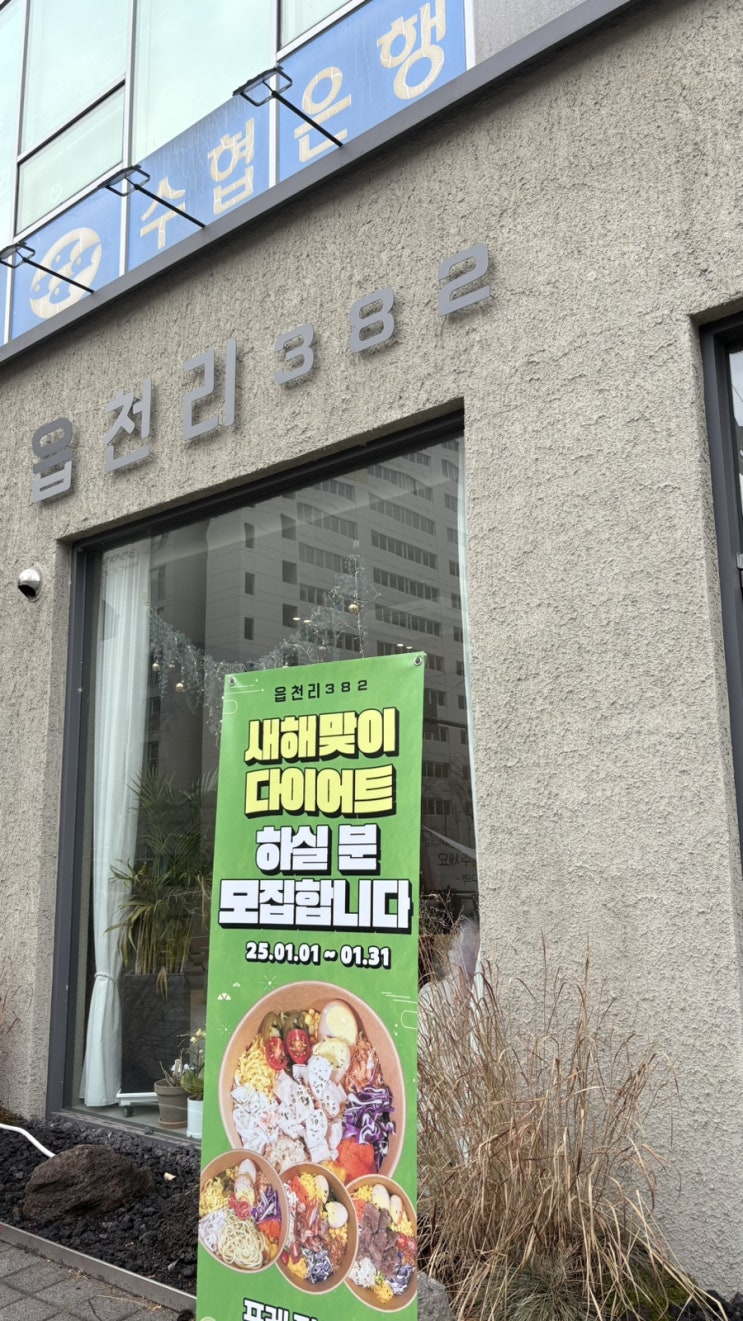 수협은행
읍천리382
읍천리382
새해맞이
다이어트
하실 분
모집합니다
25.01.01 ~ 01.31